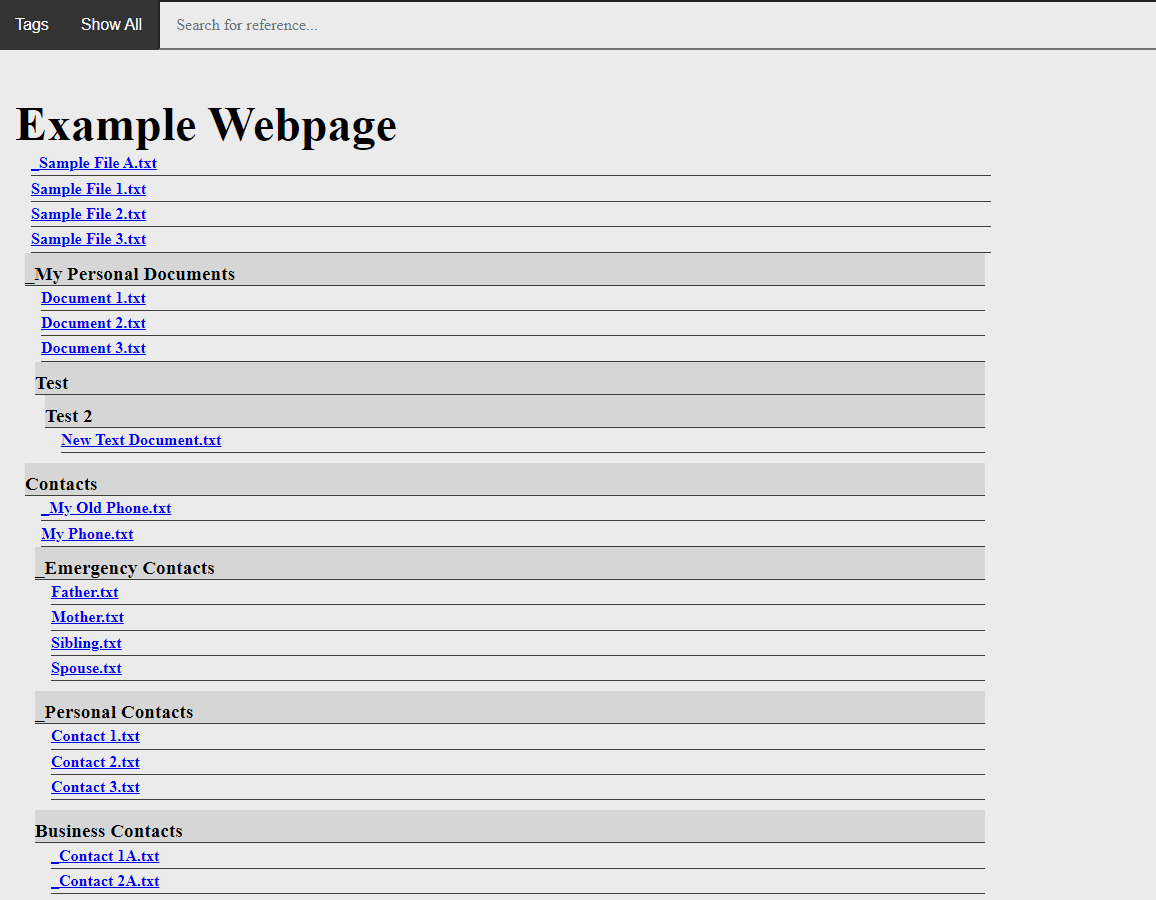 Tags Show All Search for reference...
Example Webpage
_Sample File A.txt
Sample File 1.txt
Sample File 2.txt
Sample File 3.txt
_My Personal Documents
Document 1.txt
Document 2.txt
Document 3.txt
Test
Test 2
New Text Document.txt
Contacts
_My Old Phone.txt
My Phone.txt
_Emergency Contacts
Father.txt
Mother.txt
Sibling.txt
Spouse.txt
_Personal Contacts
Contact 1.txt
Contact 2.txt
Contact 3.txt
Business Contacts
_Contact 1A.txt
_Contact 2A.txt